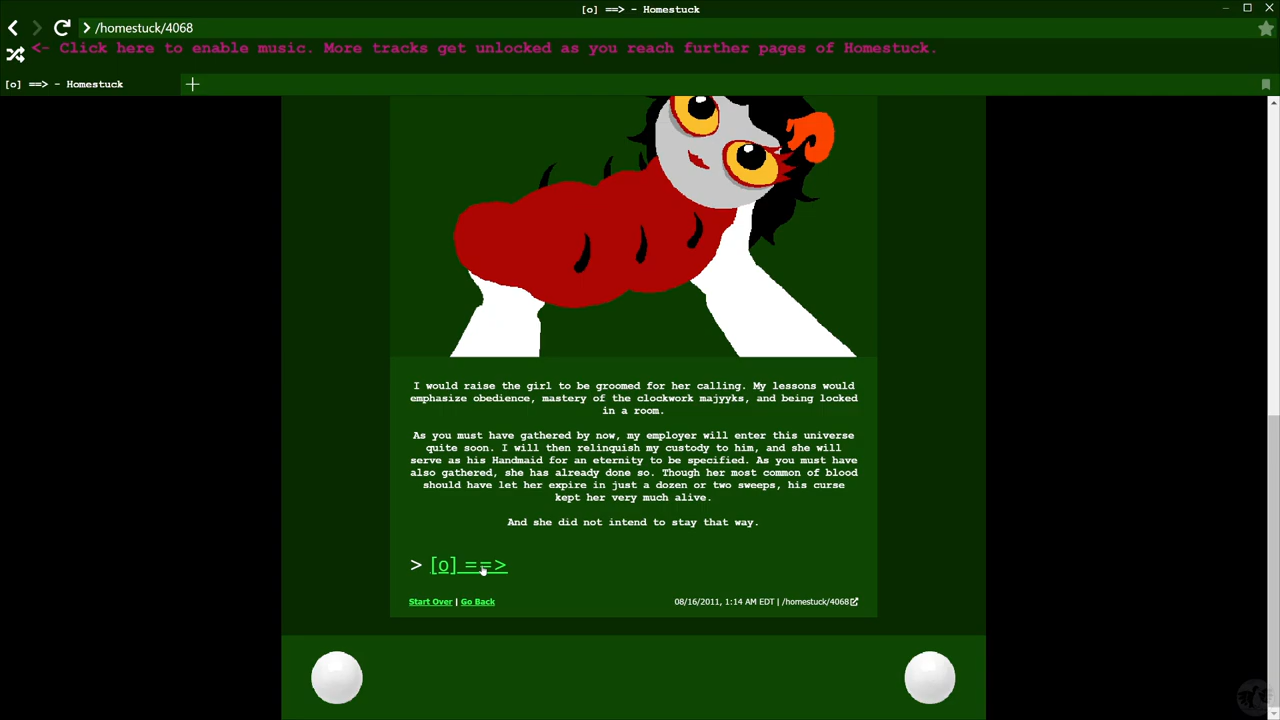 [o] ==> - Homestuck
/homestuck/4068
<- Click here to enable music. More tracks get unlocked as you reach further pages of Homestuck.
[o] ==> - Homestuck
I would raise the girl to be groomed for her calling. My lessons would
emphasize obedience, mastery of the clockwork majyyks, and being locked
in a room.
As you must have gathered by now, my employer will enter this universe
quite soon. I will then relinquish my custody to him, and she will
serve as his Handmaid for an eternity to be specified. As you must have
also gathered, she has already done so. Though her most common of blood
should have let her expire in just a dozen or two sweeps, his curse
kept her very much alive.
And she did not intend to stay that way.
> [o] ==>
Start Over | Go Back
08/16/2011, 1:14 AM EDT | /homestuck/4068